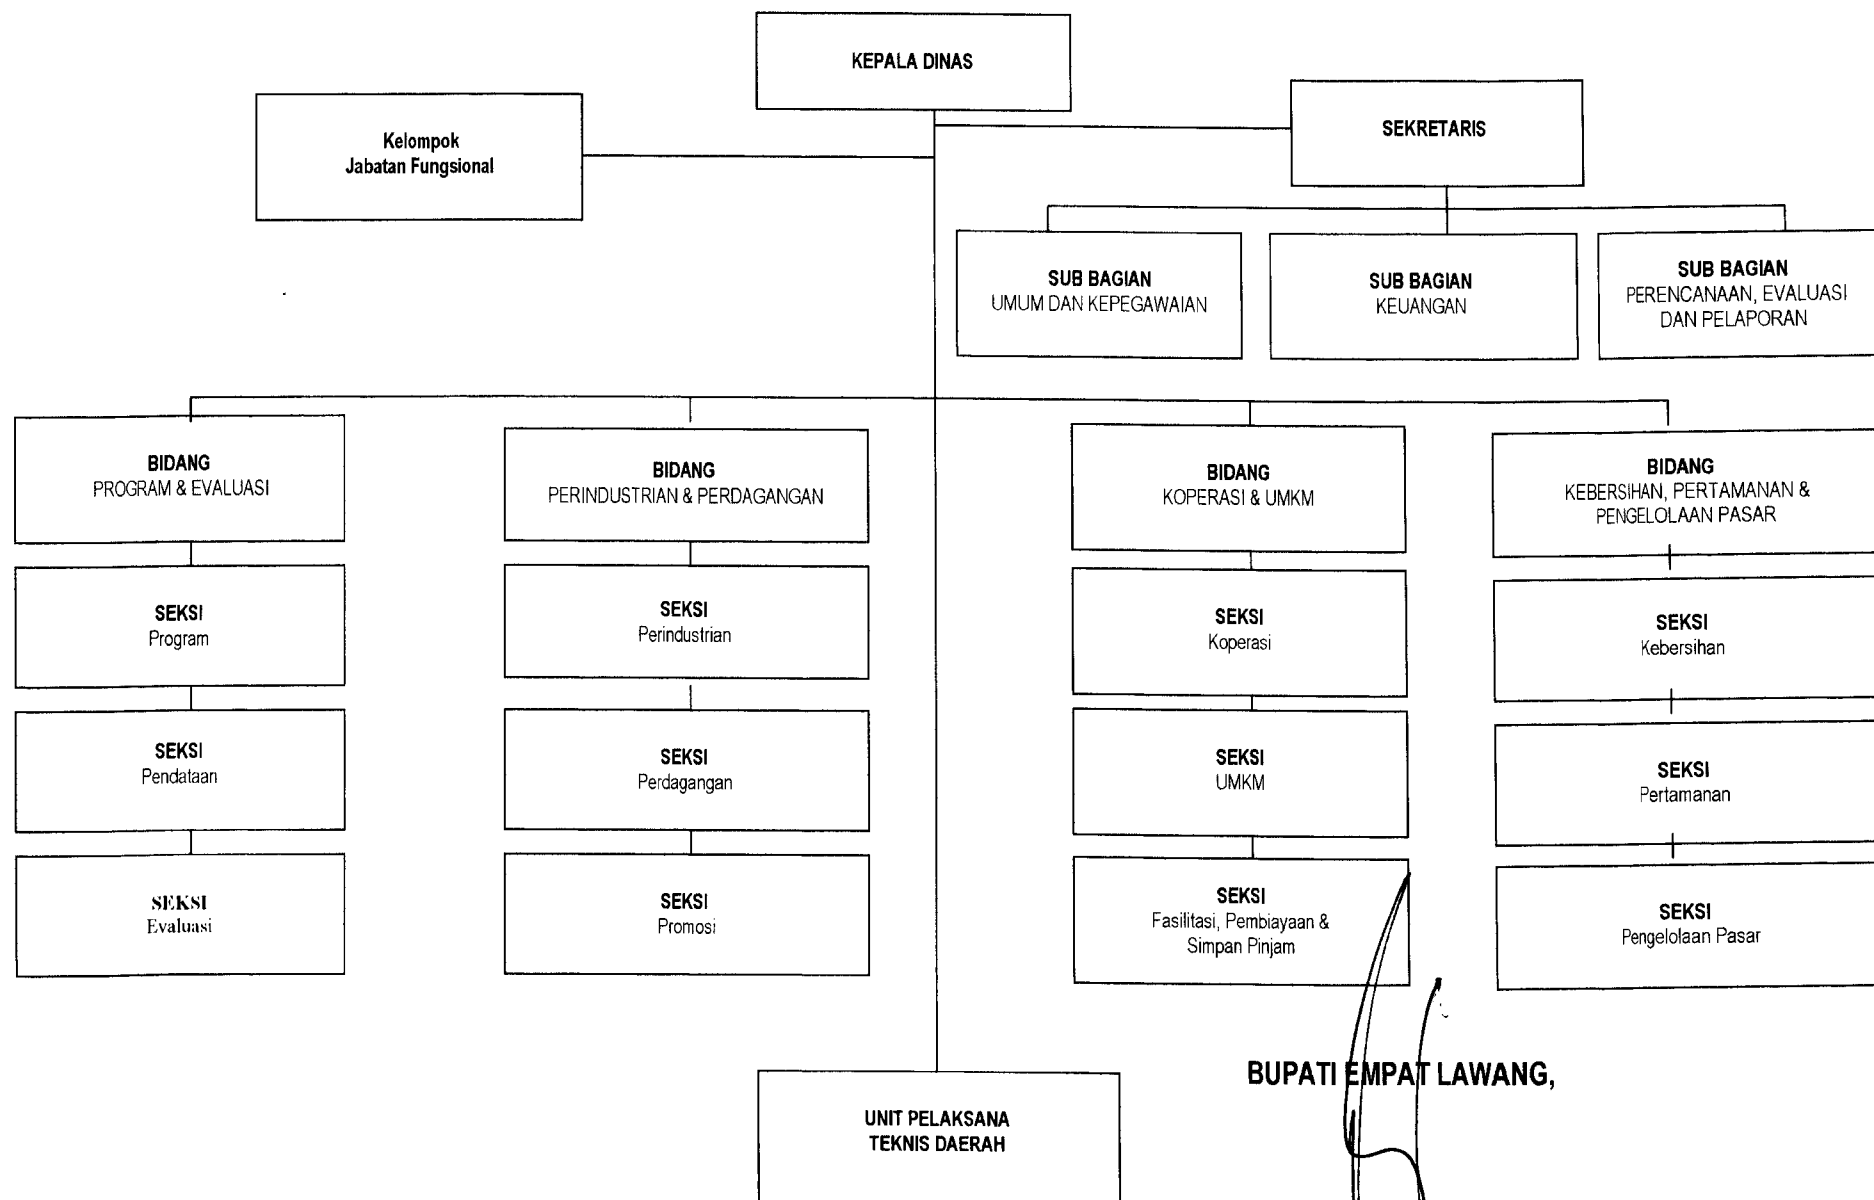 KEPALA DINAS
Kelompok
Jabatan Fungsional
SEKRETARIS
SUB BAGIAN
UMUM DAN KEPEGAWAIAN
SUB BAGIAN
KEUANGAN
SUB BAGIAN
PERENCANAAN, EVALUASI
DAN PELAPORAN
BIDANG
PROGRAM & EVALUASI
SEKSI
Program
SEKSI
Pendataan
SEKSI
Evaluasi
BIDANG
PERINDUSTRIAN & PERDAGANGAN
SEKSI
Perindustrian
SEKSI
Perdagangan
SEKSI
Promosi
BIDANG
KOPERASI & UMKM
SEKSI
Koperasi
SEKSI
UMKM
SEKSI
Fasilitasi, Pembiayaan &
Simpan Pinjam
BIDANG
KEBERSIHAN, PERTAMANAN &
PENGELOLAAN PASAR
SEKSI
Kebersihan
SEKSI
Pertamanan
SEKSI
Pengelolaan Pasar
UNIT PELAKSANA
TEKNIS DAERAH
BUPATI EMPAT LAWANG,